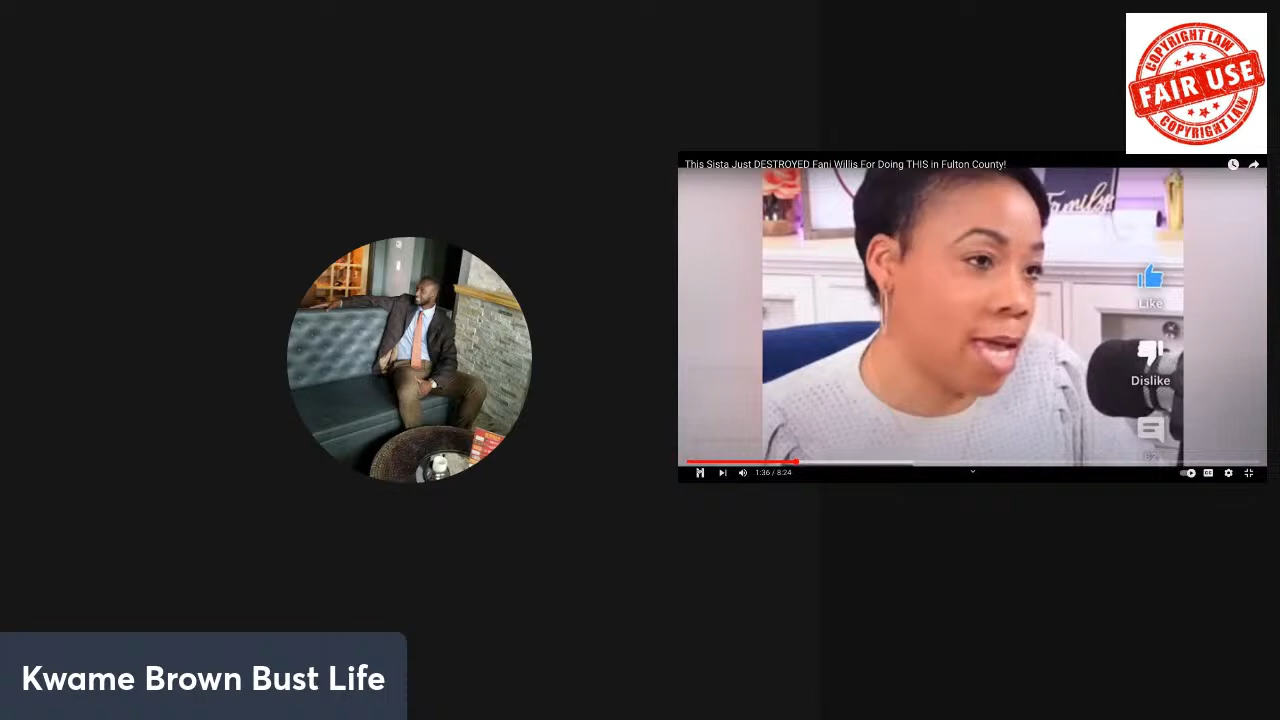 COPYRIGHT LAW
FAIR USE
COPYRIGHT LAW
This Sista Just DESTROYED Fani Willis For Doing THIS in Fulton County!
Family
Like
Dislike
1:36 / 8:24
Kwame Brown Bust Life